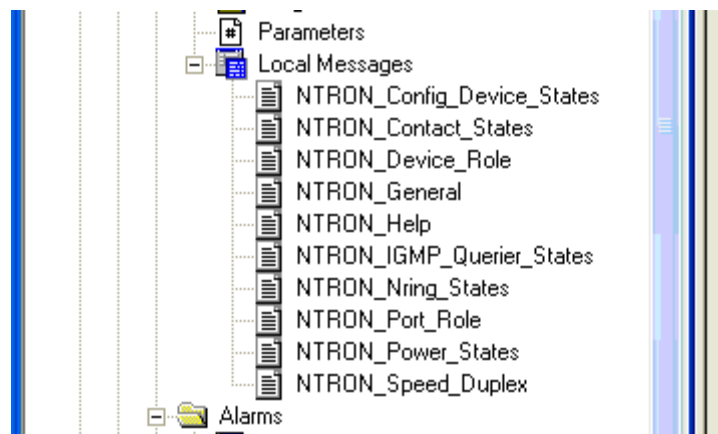 Parameters
Local Messages
NTRON_Config_Device_States
NTRON_Contact_States
NTRON_Device_Role
NTRON_General
NTRON_Help
NTRON_IGMP_Querier_States
NTRON_Nring_States
NTRON_Port_Role
NTRON_Power_States
NTRON_Speed_Duplex
Alarms